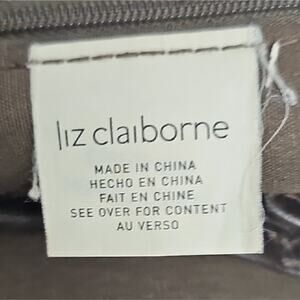 liz claiborne
MADE IN CHINA
HECHO EN CHINA
FAIT EN CHINE
SEE OVER FOR CONTENT
AU VERSO